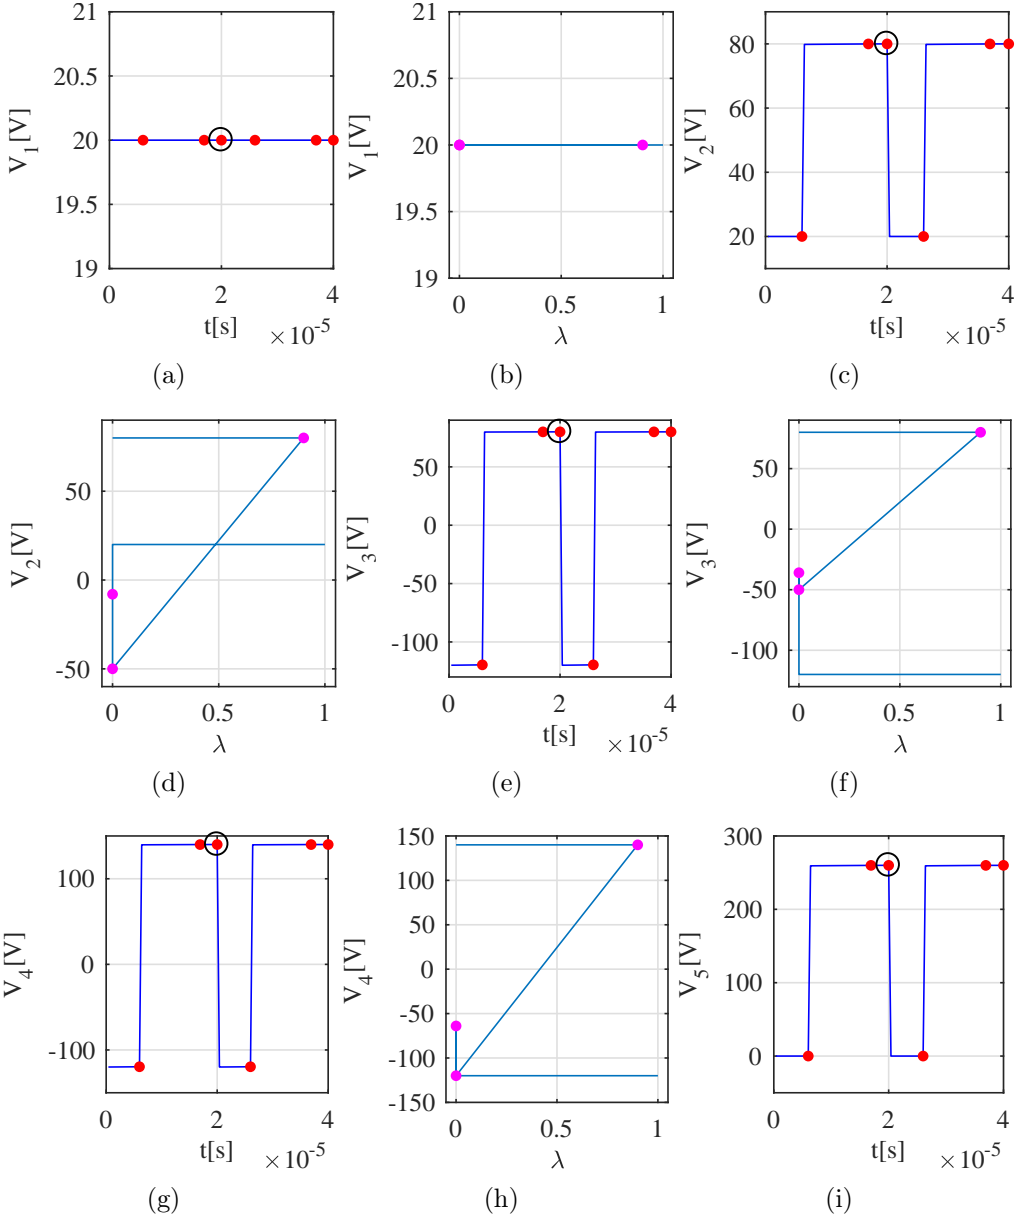 21
20.5
20
19.5
19
V1[V]
0 2 4
t[s]
×10-5
(a)
21
20.5
20
19.5
19
V1[V]
0 0.5 1
λ
(b)
80
60
40
20
V2[V]
0 2 4
t[s]
×10-5
(c)
50
0
-50
V2[V]
0 0.5 1
λ
(d)
50
0
-50
-100
V3[V]
0 2 4
t[s]
×10-5
(e)
50
0
-50
-100
V3[V]
0 0.5 1
λ
(f)
100
0
-100
V4[V]
0 2 4
t[s]
×10-5
(g)
150
100
50
0
-50
-100
-150
V4[V]
0 0.5 1
λ
(h)
300
200
100
0
V5[V]
0 2 4
t[s]
×10-5
(i)